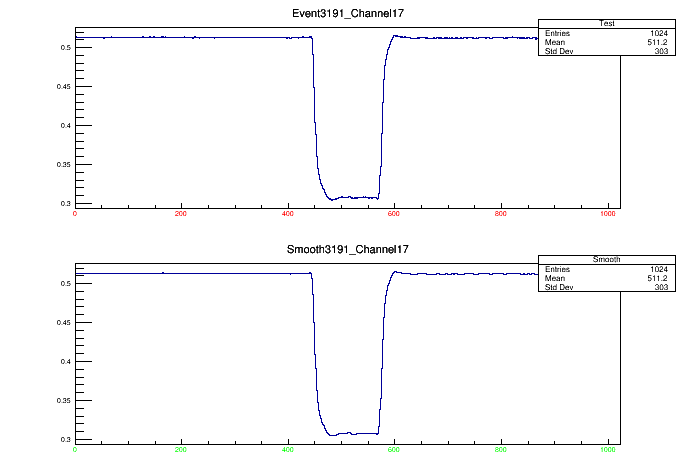 Event3191_Channel17
Test
Entries 1024
Mean 511.2
Std Dev 303
0.5
0.45
0.4
0.35
0.3
0 200 400 600 800 1000
Smooth3191_Channel17
Smooth
Entries 1024
Mean 511.2
Std Dev 303
0.5
0.45
0.4
0.35
0.3
0 200 400 600 800 1000